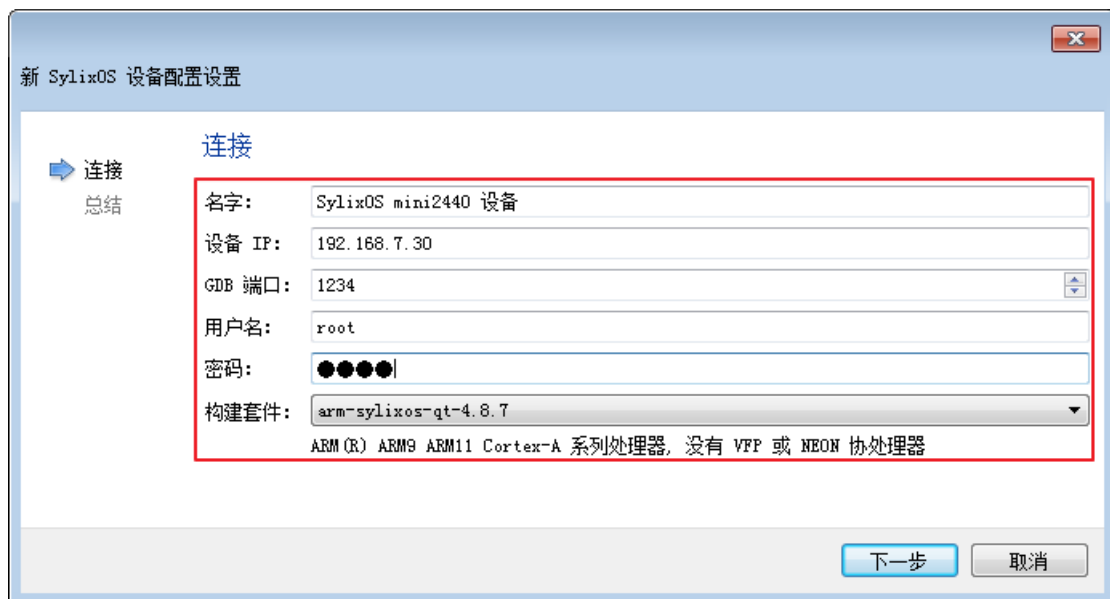 新 SylixOS 设备配置设置
连接
连接
总结
名字: SylixOS mini2440 设备
设备 IP: 192.168.7.30
GDB 端口: 1234
用户名: root
密码: ●●●●
构建套件: arm-sylixos-qt-4.8.7
ARM(R) ARM9 ARM11 Cortex-A 系列处理器, 没有 VFP 或 NEON 协处理器
下一步 取消